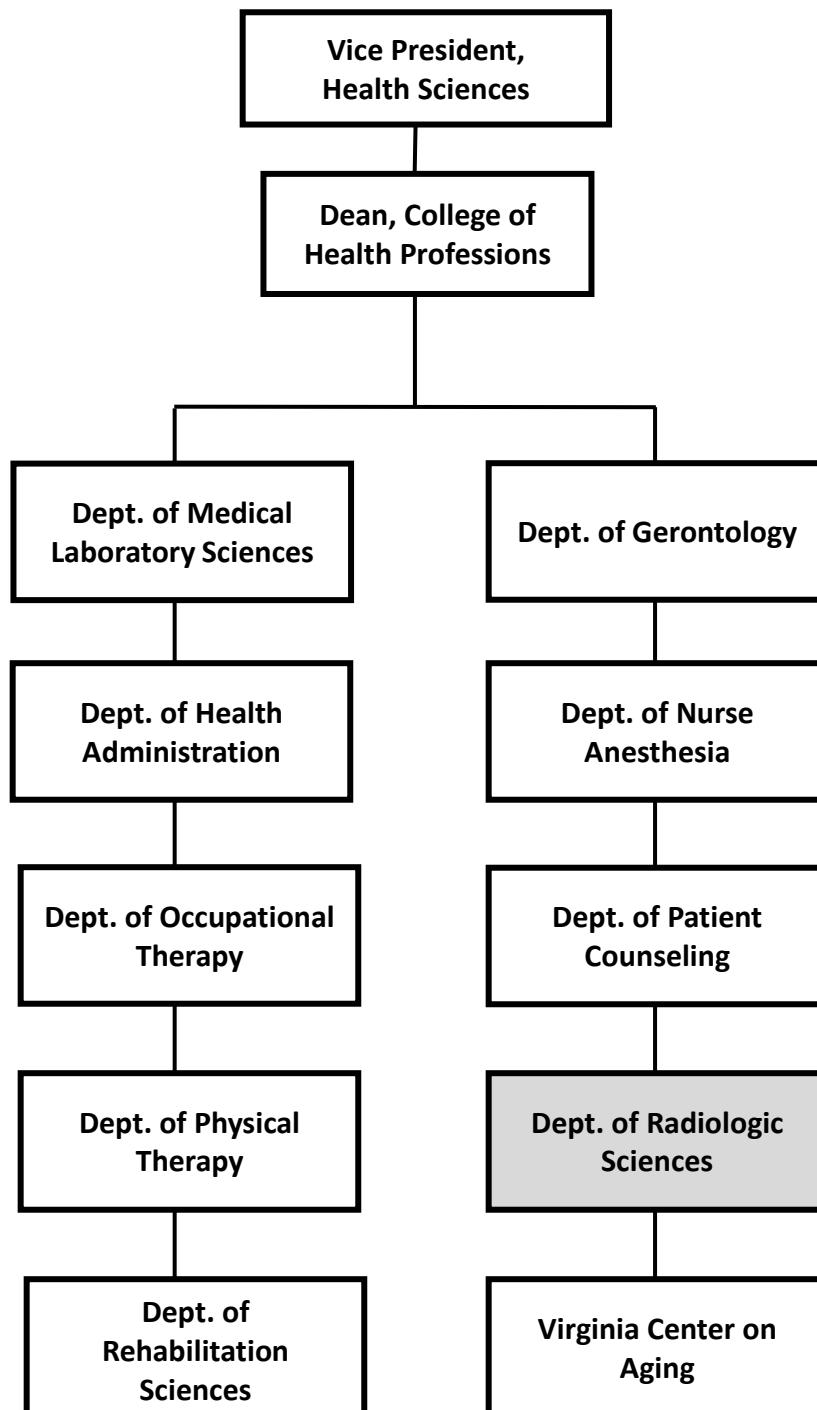 Vice President,
Health Sciences
Dean, College of
Health Professions
Dept. of Medical
Laboratory Sciences
Dept. of Gerontology
Dept. of Health
Administration
Dept. of Nurse
Anesthesia
Dept. of Occupational
Therapy
Dept. of Patient
Counseling
Dept. of Physical
Therapy
Dept. of Radiologic
Sciences
Dept. of
Rehabilitation
Sciences
Virginia Center on
Aging